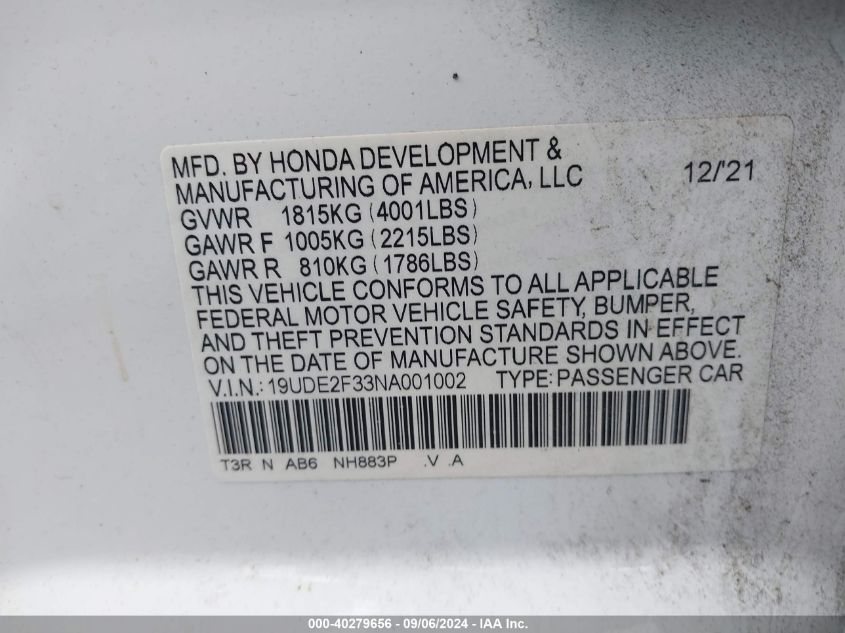 MFD. BY HONDA DEVELOPMENT & 
MANUFACTURING OF AMERICA, LLC 12/'21
GVWR 1815KG (4001LBS)
GAWR F 1005KG (2215LBS)
GAWR R 810KG (1786LBS)
THIS VEHICLE CONFORMS TO ALL APPLICABLE
FEDERAL MOTOR VEHICLE SAFETY, BUMPER,
AND THEFT PREVENTION STANDARDS IN EFFECT
ON THE DATE OF MANUFACTURE SHOWN ABOVE.
V.I.N.: 19UDE2F33NA001002 TYPE: PASSENGER CAR
T3R N AB6 NH883P .V .A
000-40279656 - 09/06/2024 - IAA Inc.